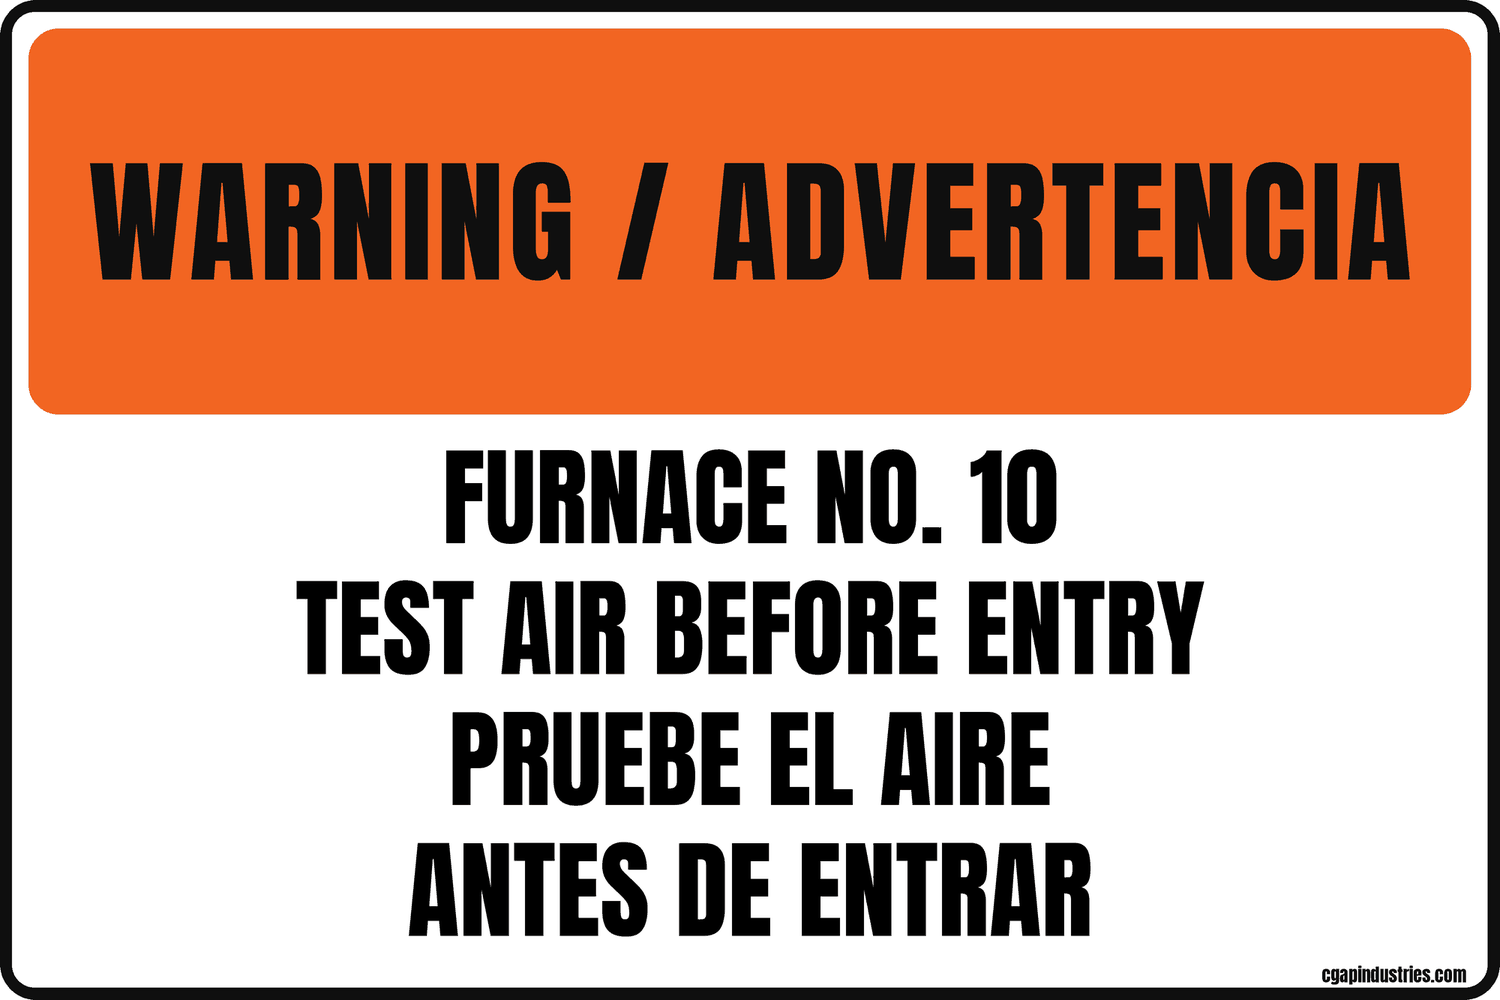 WARNING / ADVERTENCIA
FURNACE NO. 10
TEST AIR BEFORE ENTRY
PRUEBE EL AIRE
ANTES DE ENTRAR
cgapindustries.com